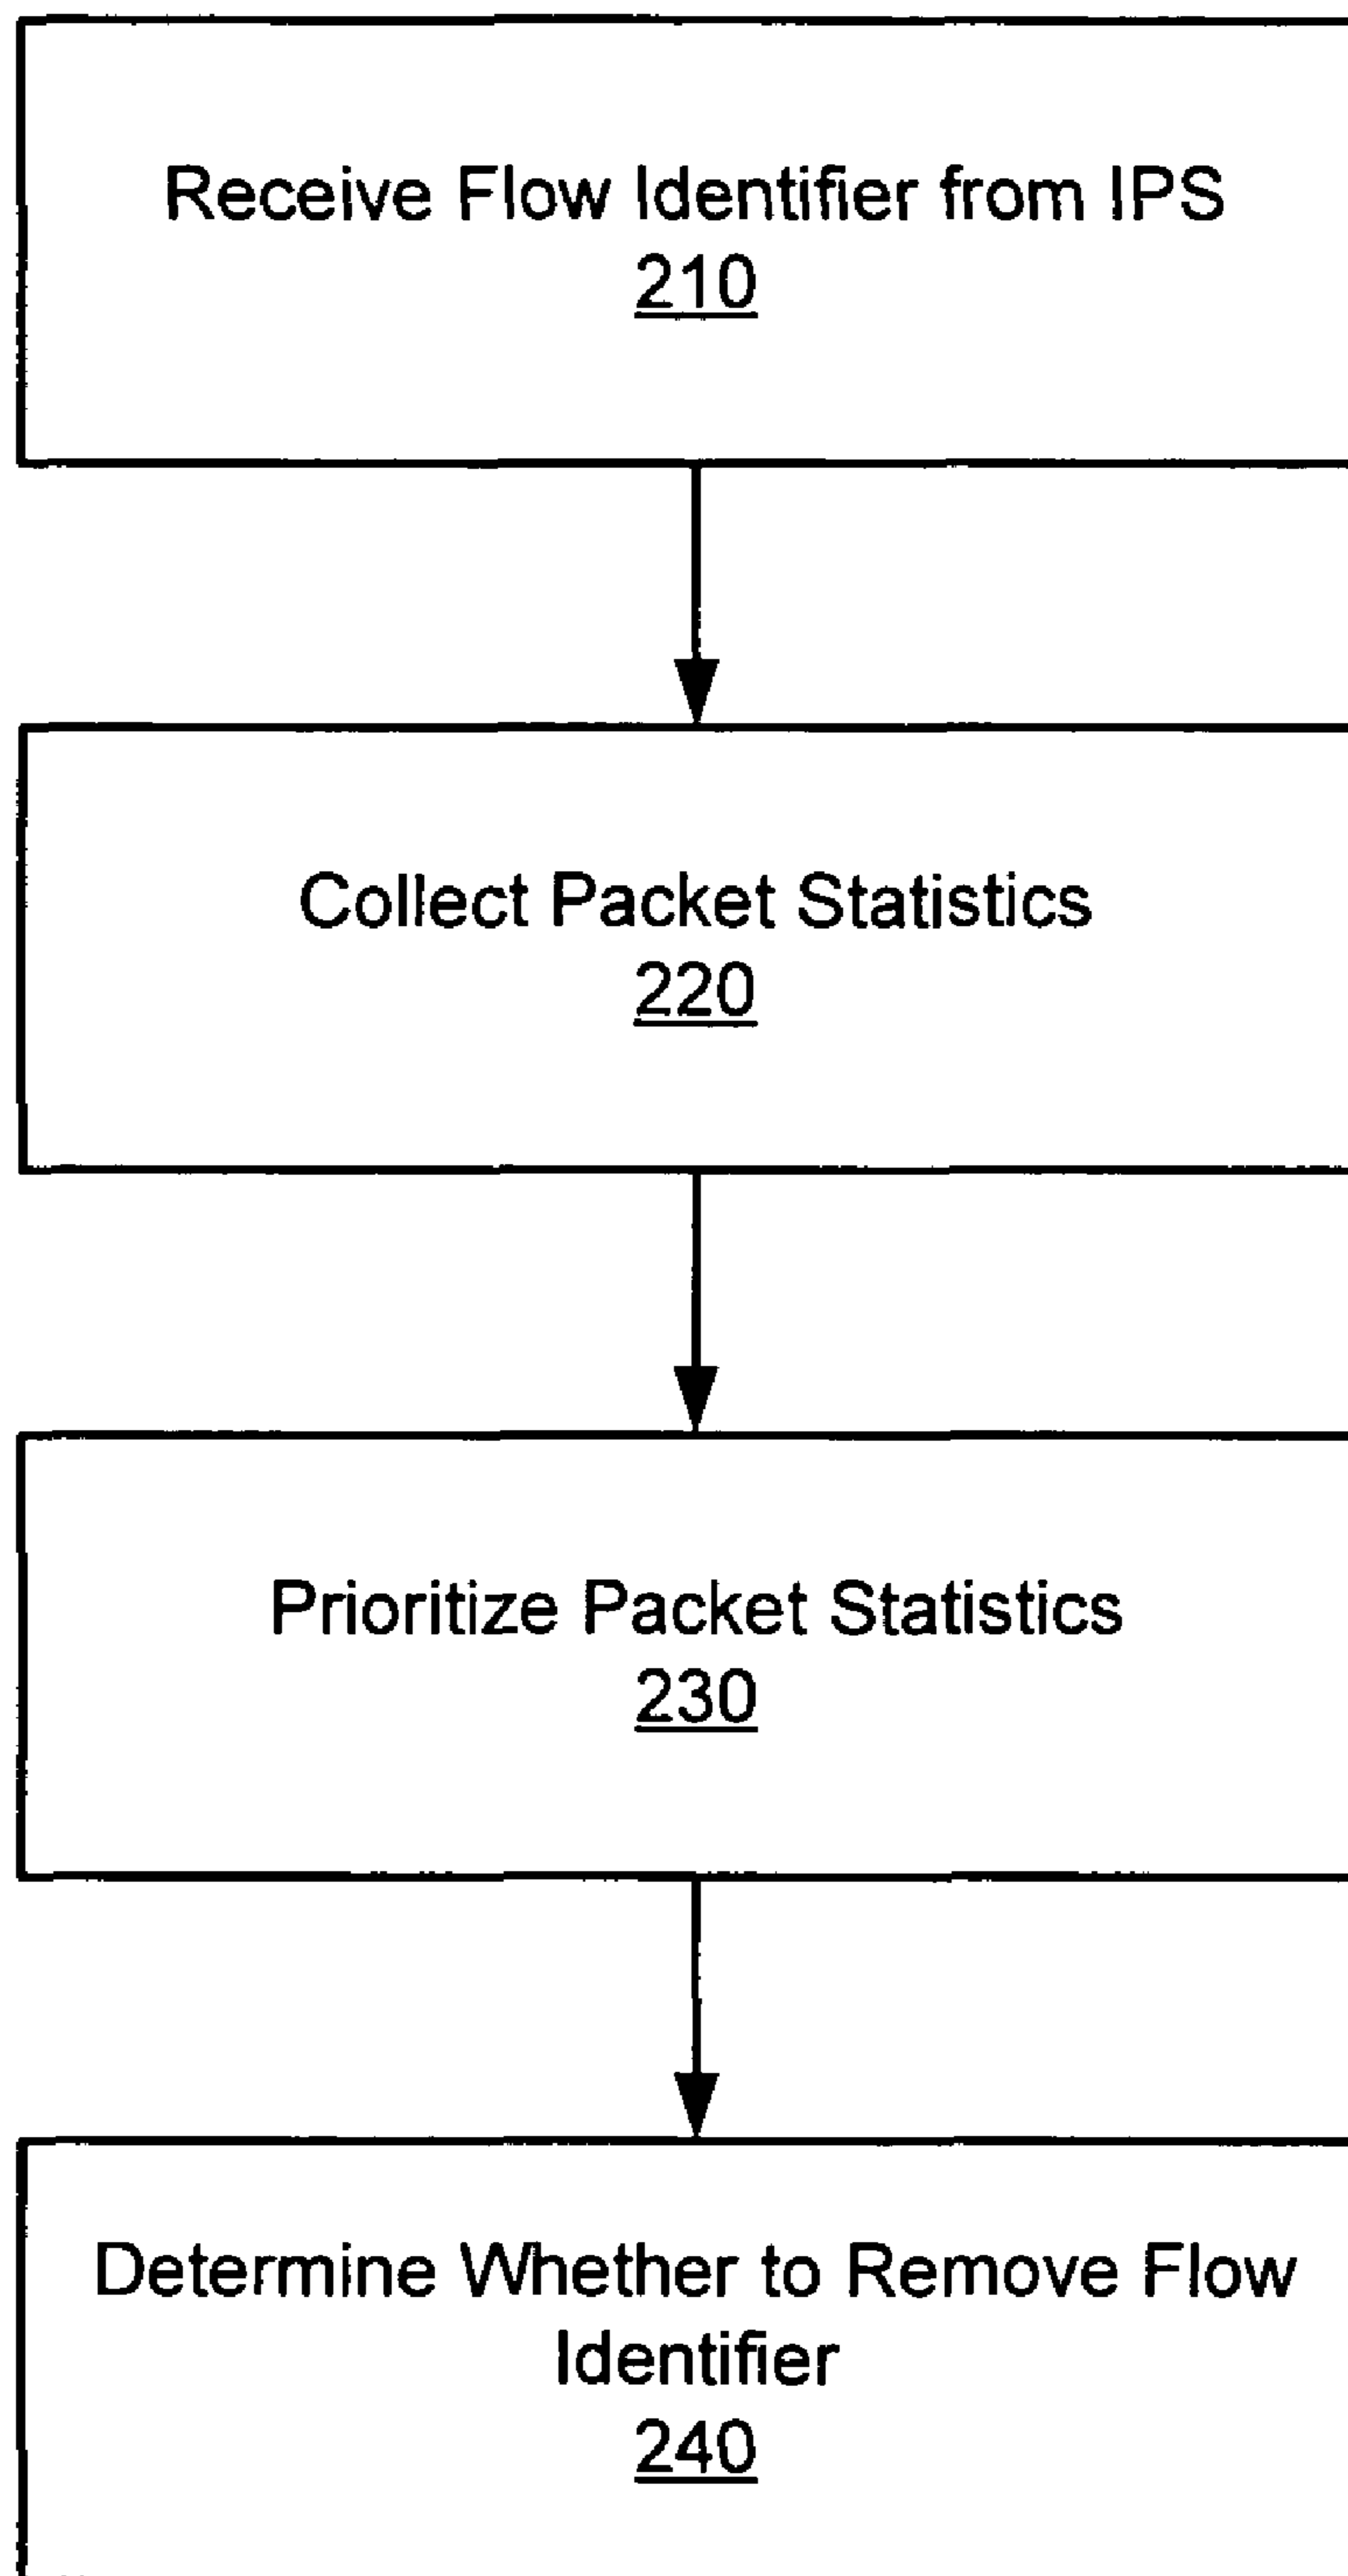 Receive Flow Identifier from IPS
210
Collect Packet Statistics
220
Prioritize Packet Statistics
230
Determine Whether to Remove Flow
Identifier
240